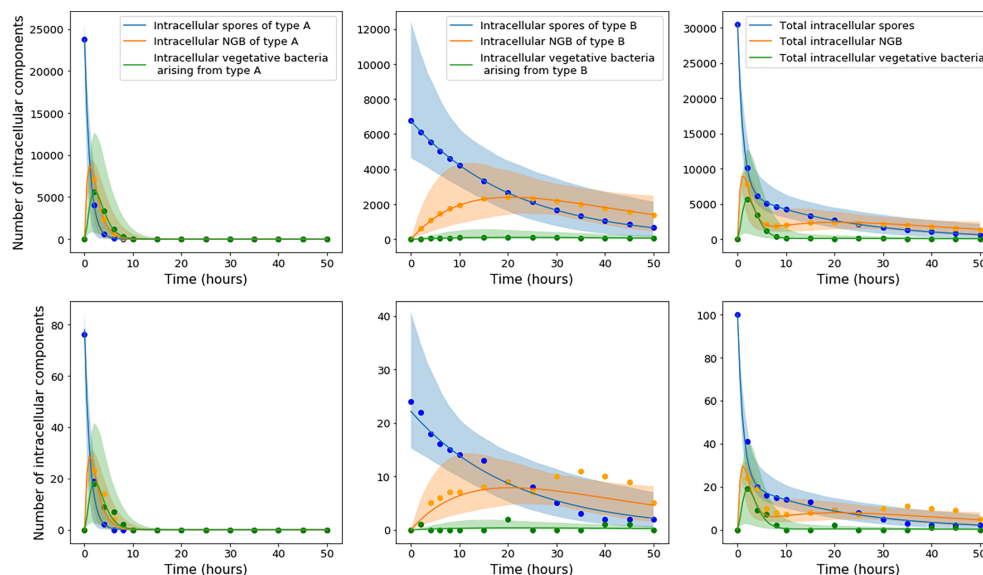 Number of intracellular components
25000
20000
15000
10000
5000
0
Intracellular spores of type A
Intracellular NGB of type A
Intracellular vegetative bacteria
arising from type A
0 10 20 30 40 50
Time (hours)
12000
10000
8000
6000
4000
2000
0
Intracellular spores of type B
Intracellular NGB of type B
Intracellular vegetative bacteria
arising from type B
0 10 20 30 40 50
Time (hours)
30000
25000
20000
15000
10000
5000
0
Total intracellular spores
Total intracellular NGB
Total intracellular vegetative bacteria
0 10 20 30 40 50
Time (hours)
Number of intracellular components
80
60
40
20
0
0 10 20 30 40 50
Time (hours)
40
30
20
10
0
0 10 20 30 40 50
Time (hours)
100
80
60
40
20
0
0 10 20 30 40 50
Time (hours)